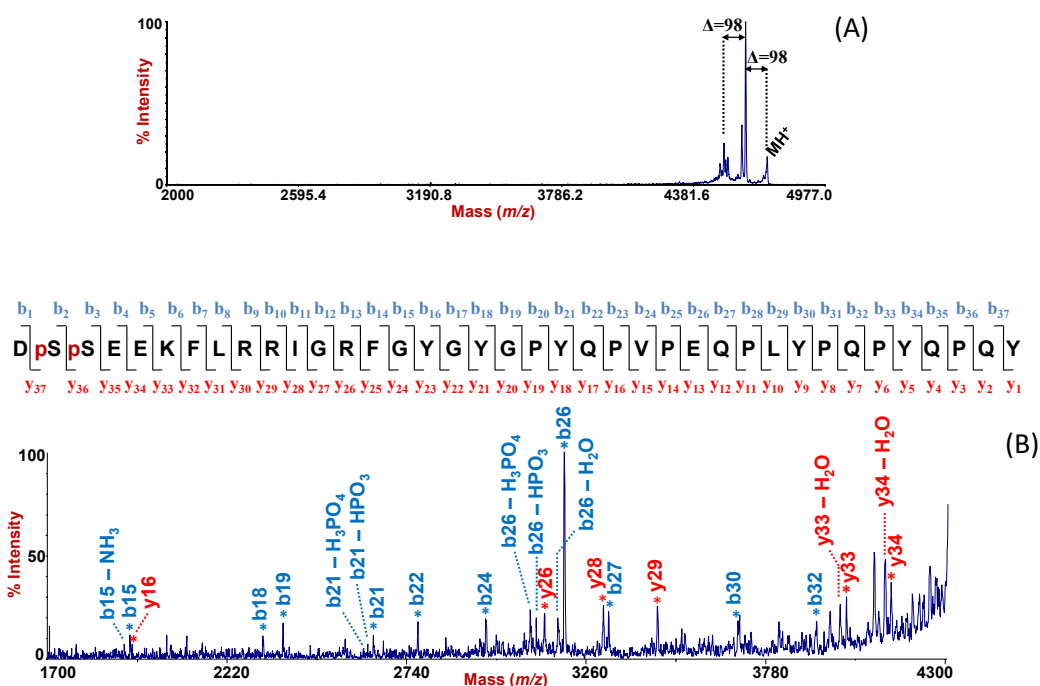 (A)
100
Δ=98
Δ=98
MH⁺
% Intensity
0
2000 2595.4 3190.8 3786.2 4381.6 4977.0
Mass (m/z)
b₁ b₂ b₃ b₄ b₅ b₆ b₇ b₈ b₉ b₁₀ b₁₁ b₁₂ b₁₃ b₁₄ b₁₅ b₁₆ b₁₇ b₁₈ b₁₉ b₂₀ b₂₁ b₂₂ b₂₃ b₂₄ b₂₅ b₂₆ b₂₇ b₂₈ b₂₉ b₃₀ b₃₁ b₃₂ b₃₃ b₃₄ b₃₅ b₃₆ b₃₇
D pS pS E E K F L R R I G R F G Y G Y G P Y Q P V P E Q P L Y P Q P Y Q P Q Y
y₃₇ y₃₆ y₃₅ y₃₄ y₃₃ y₃₂ y₃₁ y₃₀ y₂₉ y₂₈ y₂₇ y₂₆ y₂₅ y₂₄ y₂₃ y₂₂ y₂₁ y₂₀ y₁₉ y₁₈ y₁₇ y₁₆ y₁₅ y₁₄ y₁₃ y₁₂ y₁₁ y₁₀ y₉ y₈ y₇ y₆ y₅ y₄ y₃ y₂ y₁
(B)
100
50
0
% Intensity
b15 – NH₃
*b15
*y16
*b18
*b19
b21 – H₃PO₄
b21 – HPO₃
*b21
*b22
*b24
b26 – H₃PO₄
b26 – HPO₃
*y26
b26 – H₂O
*b26
*y28
*b27
*y29
*b30
*b32
y33 – H₂O
*y33
y34 – H₂O
*y34
1700 2220 2740 3260 3780 4300
Mass (m/z)